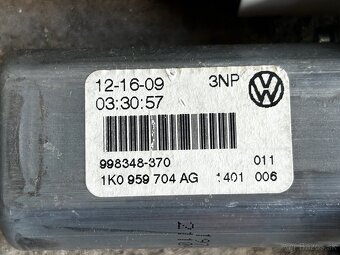 12-16-09 3NP
03:30:57
998348-370 011
1K0 959 704 AG 1401 006